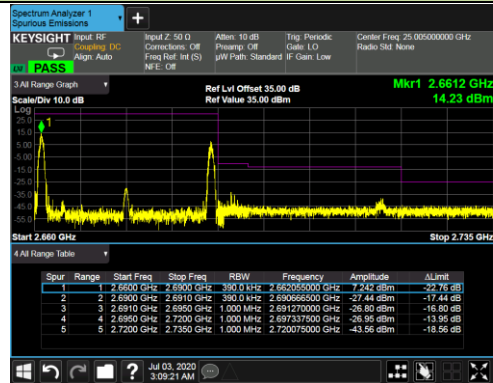 Spectrum Analyzer 1
Spurious Emissions
KEYSIGHT
Input: RF
Coupling: DC
Align: Auto
Input Z: 50 Ω
Corrections: Off
Freq Ref: Int (S)
NFE: Off
Atten: 10 dB
Preamp: Off
µW Path: Standard
Trig: Periodic
Gate: LO
IF Gain: Low
Center Freq: 25.005000000 GHz
Radio Std: None
LXI PASS
3 All Range Graph
Scale/Div 10.0 dB
Ref Lvl Offset 35.00 dB
Ref Value 35.00 dBm
Mkr1 2.6612 GHz
14.23 dBm
Log
25.0
15.0
5.00
-5.00
-15.0
-25.0
-35.0
-45.0
-55.0
1
Start 2.660 GHz
Stop 2.735 GHz
4 All Range Table
Spur Range Start Freq Stop Freq RBW Frequency Amplitude ΔLimit
1 1 2.6600 GHz 2.6900 GHz 390.0 kHz 2.662055000 GHz 7.242 dBm -22.76 dB
2 2 2.6900 GHz 2.6910 GHz 390.0 kHz 2.690666500 GHz -27.44 dBm -17.44 dB
3 3 2.6910 GHz 2.6950 GHz 1.000 MHz 2.691270000 GHz -26.80 dBm -16.80 dB
4 4 2.6950 GHz 2.7200 GHz 1.000 MHz 2.697337500 GHz -26.95 dBm -13.95 dB
5 5 2.7200 GHz 2.7350 GHz 1.000 MHz 2.720075000 GHz -43.56 dBm -18.56 dB
Jul 03, 2020
3:09:21 AM